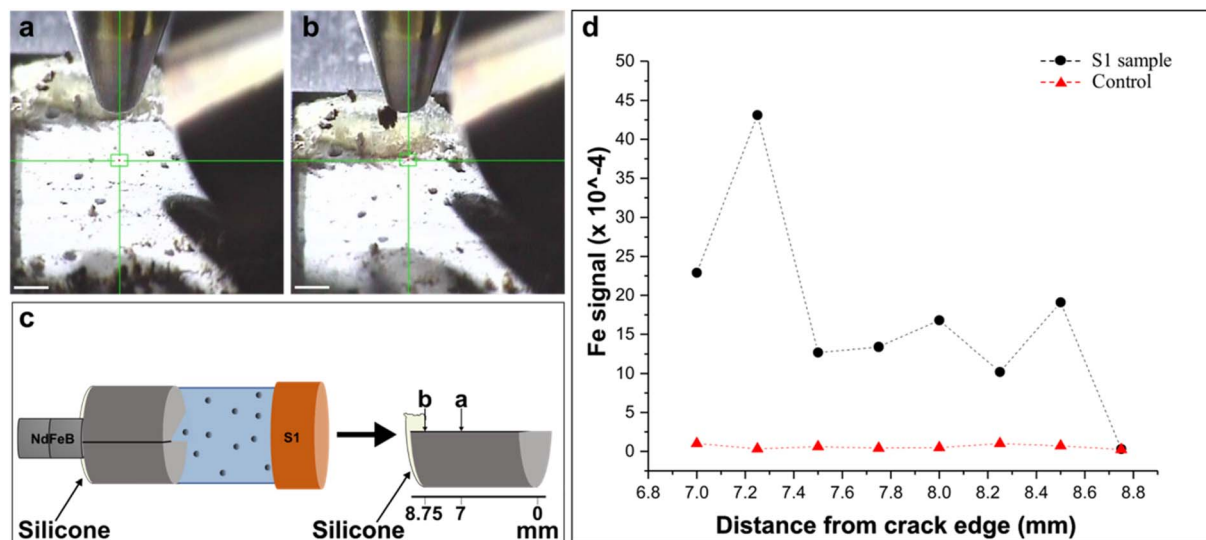 a
b
c
NdFeB
S1
Silicone
b
a
Silicone
8.75
7
0
mm
d
S1 sample
Control
Fe signal (x 10^-4)
50
45
40
35
30
25
20
15
10
5
0
6.8 7.0 7.2 7.4 7.6 7.8 8.0 8.2 8.4 8.6 8.8
Distance from crack edge (mm)